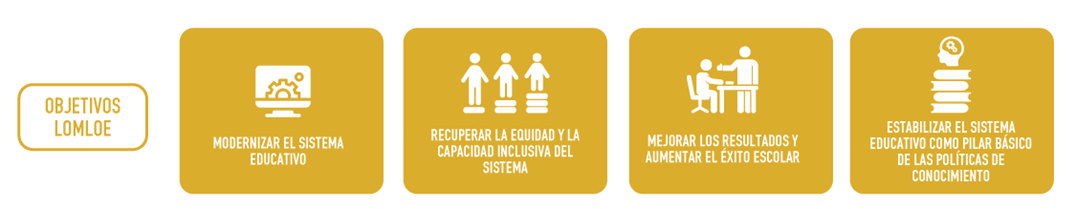 OBJETIVOS
LOMLOE
MODERNIZAR EL SISTEMA
EDUCATIVO
RECUPERAR LA EQUIDAD Y LA
CAPACIDAD INCLUSIVA DEL
SISTEMA
MEJORAR LOS RESULTADOS Y
AUMENTAR EL ÉXITO ESCOLAR
ESTABILIZAR EL SISTEMA
EDUCATIVO COMO PILAR BÁSICO
DE LAS POLÍTICAS DE
CONOCIMIENTO